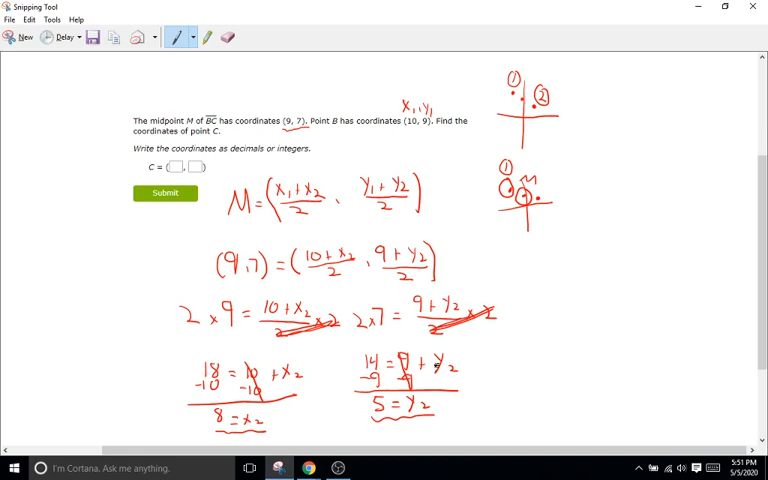 Snipping Tool
File Edit Tools Help
New Delay
x₁, y₁
The midpoint M of BC has coordinates (9, 7). Point B has coordinates (10, 9). Find the
coordinates of point C.
Write the coordinates as decimals or integers.
C = ( , )
Submit
1
2
1
M
M = (x₁ + x₂ / 2 , y₁ + y₂ / 2)
(9, 7) = (10 + x₂ / 2 , 9 + y₂ / 2)
2 × 9 = 10 + x₂ / 2 × 2 2 × 7 = 9 + y₂ / 2 × 2
18 = 10 + x₂ 14 = 9 + y₂
-10 -10 -9 -9
8 = x₂ 5 = y₂
I'm Cortana. Ask me anything.
5:51 PM
5/5/2020